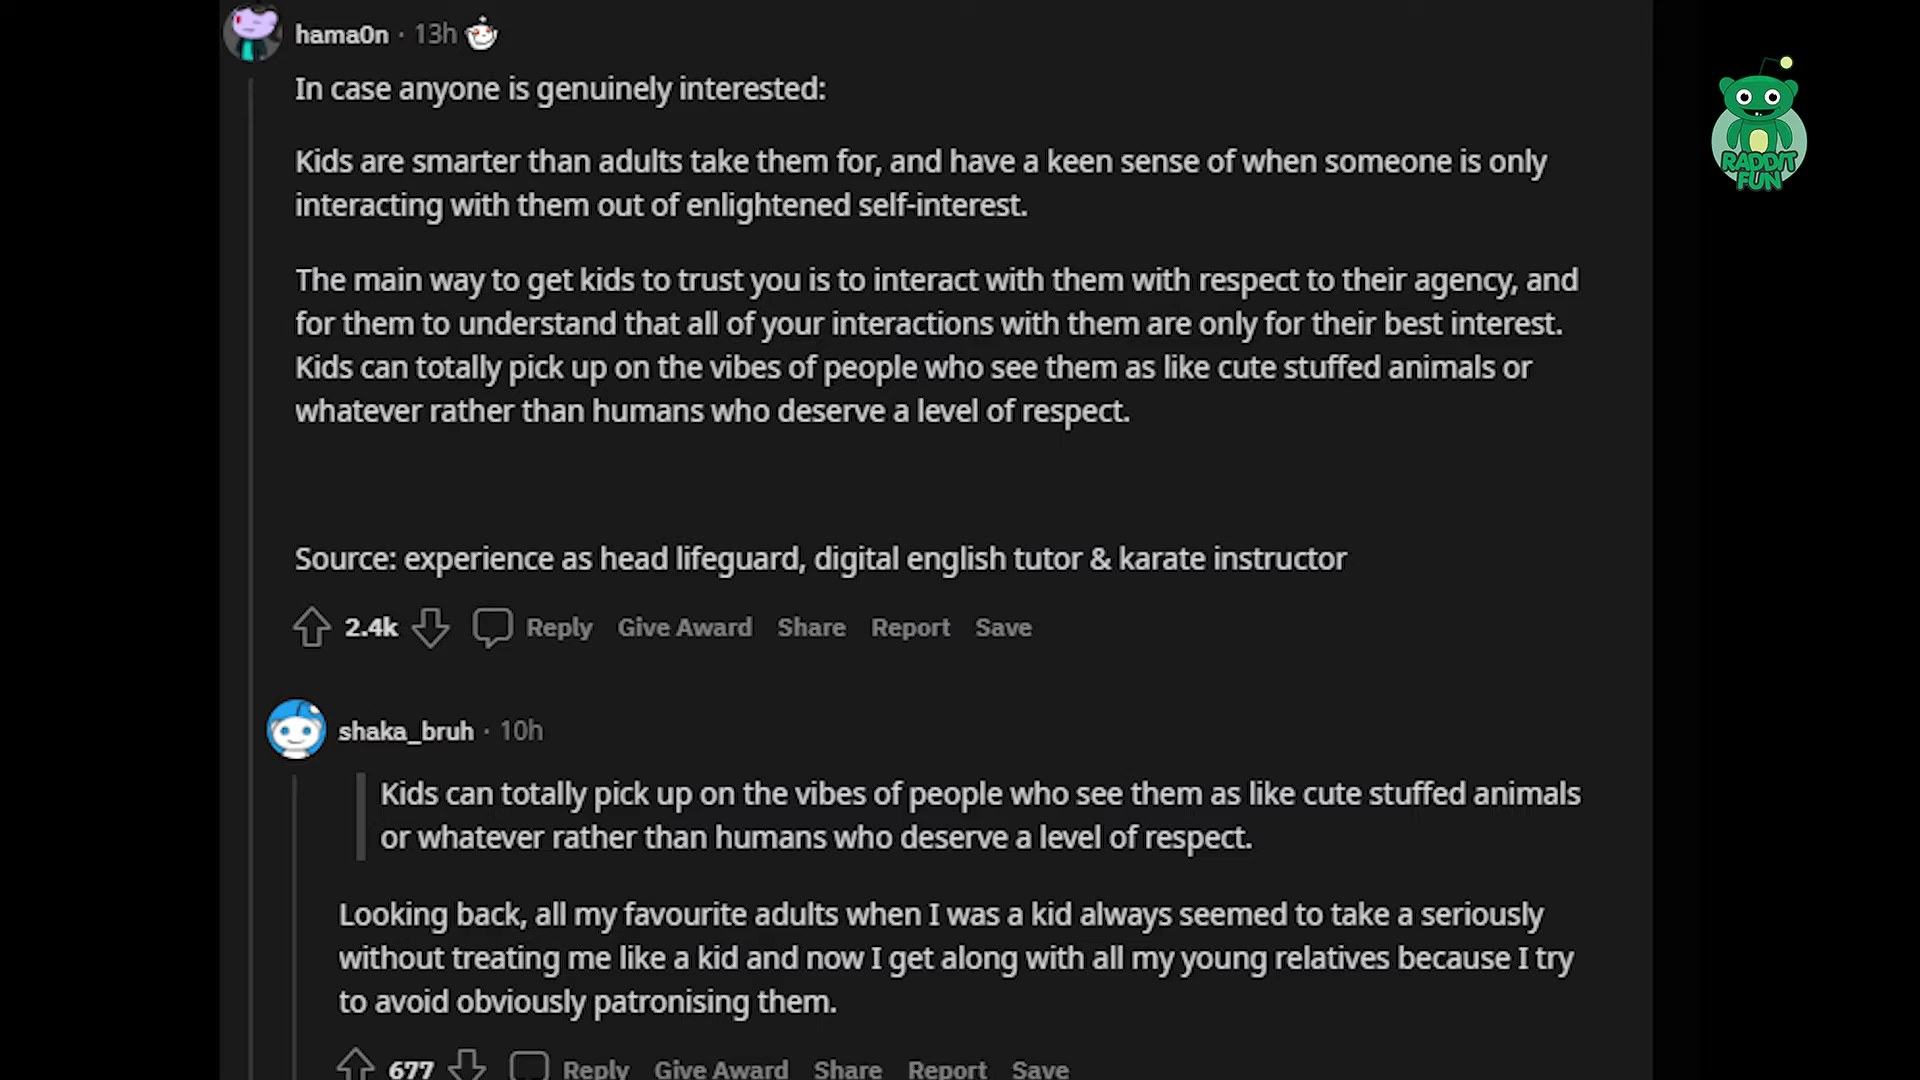 hama0n · 13h
In case anyone is genuinely interested:
Kids are smarter than adults take them for, and have a keen sense of when someone is only
interacting with them out of enlightened self-interest.
The main way to get kids to trust you is to interact with them with respect to their agency, and
for them to understand that all of your interactions with them are only for their best interest.
Kids can totally pick up on the vibes of people who see them as like cute stuffed animals or
whatever rather than humans who deserve a level of respect.
Source: experience as head lifeguard, digital english tutor & karate instructor
2.4k Reply Give Award Share Report Save
shaka_bruh · 10h
Kids can totally pick up on the vibes of people who see them as like cute stuffed animals
or whatever rather than humans who deserve a level of respect.
Looking back, all my favourite adults when I was a kid always seemed to take a seriously
without treating me like a kid and now I get along with all my young relatives because I try
to avoid obviously patronising them.
677 Reply Give Award Share Report Save
RADDIT
FUN